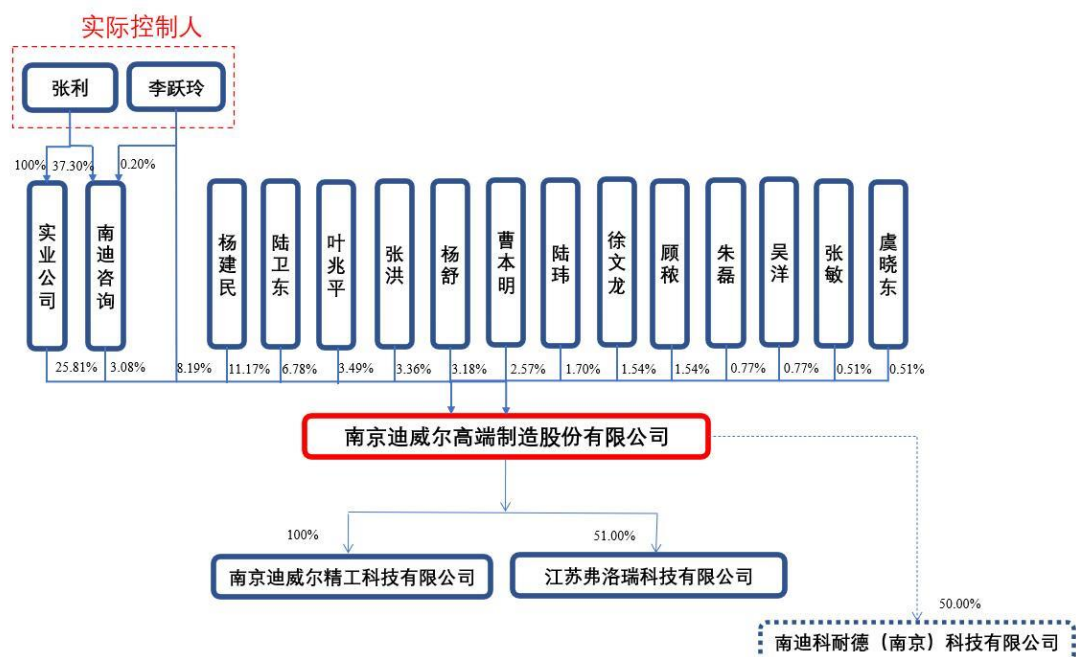 实际控制人
张利
李跃玲
100%
37.30%
0.20%
实业公司
南迪咨询
杨建民
陆卫东
叶兆平
张洪
杨舒
曹本明
陆玮
徐文龙
顾秾
朱磊
吴洋
张敏
虞晓东
25.81%
3.08%
8.19%
11.17%
6.78%
3.49%
3.36%
3.18%
2.57%
1.70%
1.54%
1.54%
0.77%
0.77%
0.51%
0.51%
南京迪威尔高端制造股份有限公司
100%
51.00%
南京迪威尔精工科技有限公司
江苏弗洛瑞科技有限公司
50.00%
南迪科耐德（南京）科技有限公司